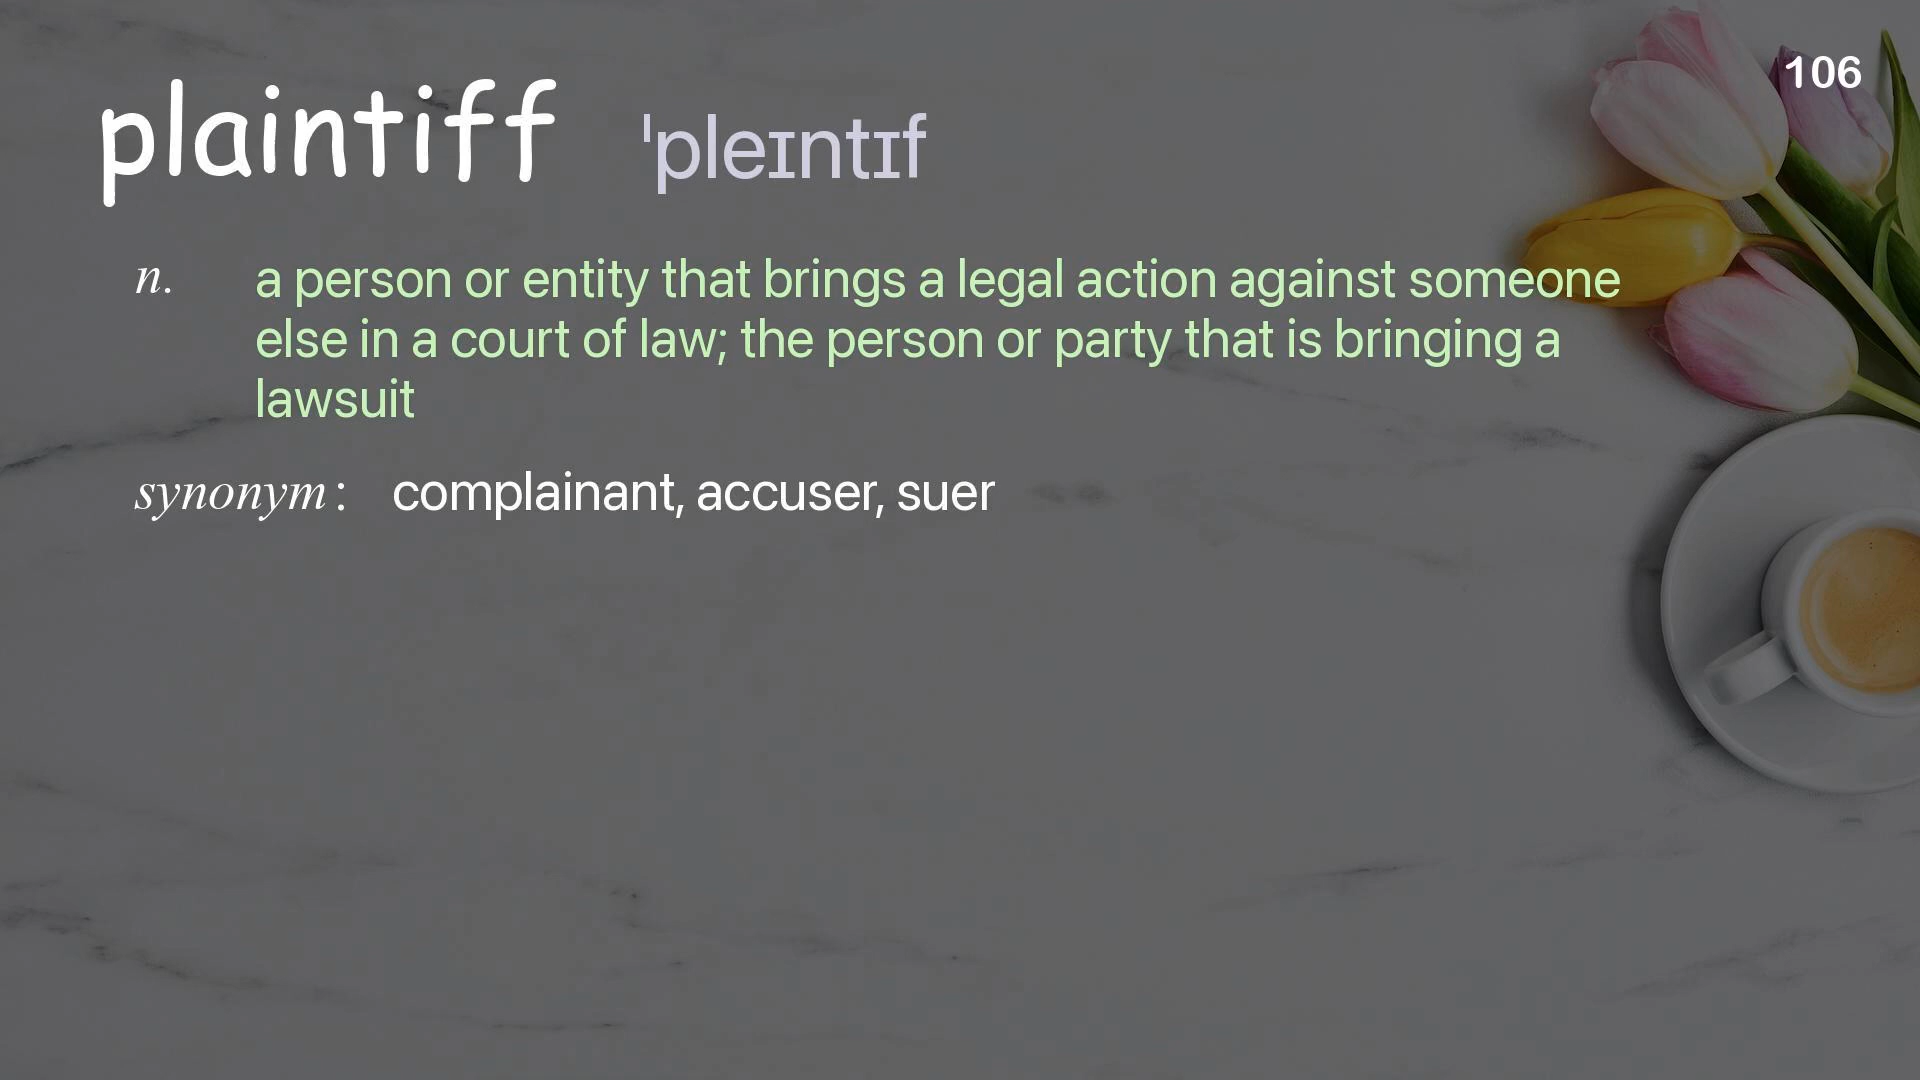 106
plaintiff ˈpleɪntɪf
n. a person or entity that brings a legal action against someone
else in a court of law; the person or party that is bringing a
lawsuit
synonym : complainant, accuser, suer